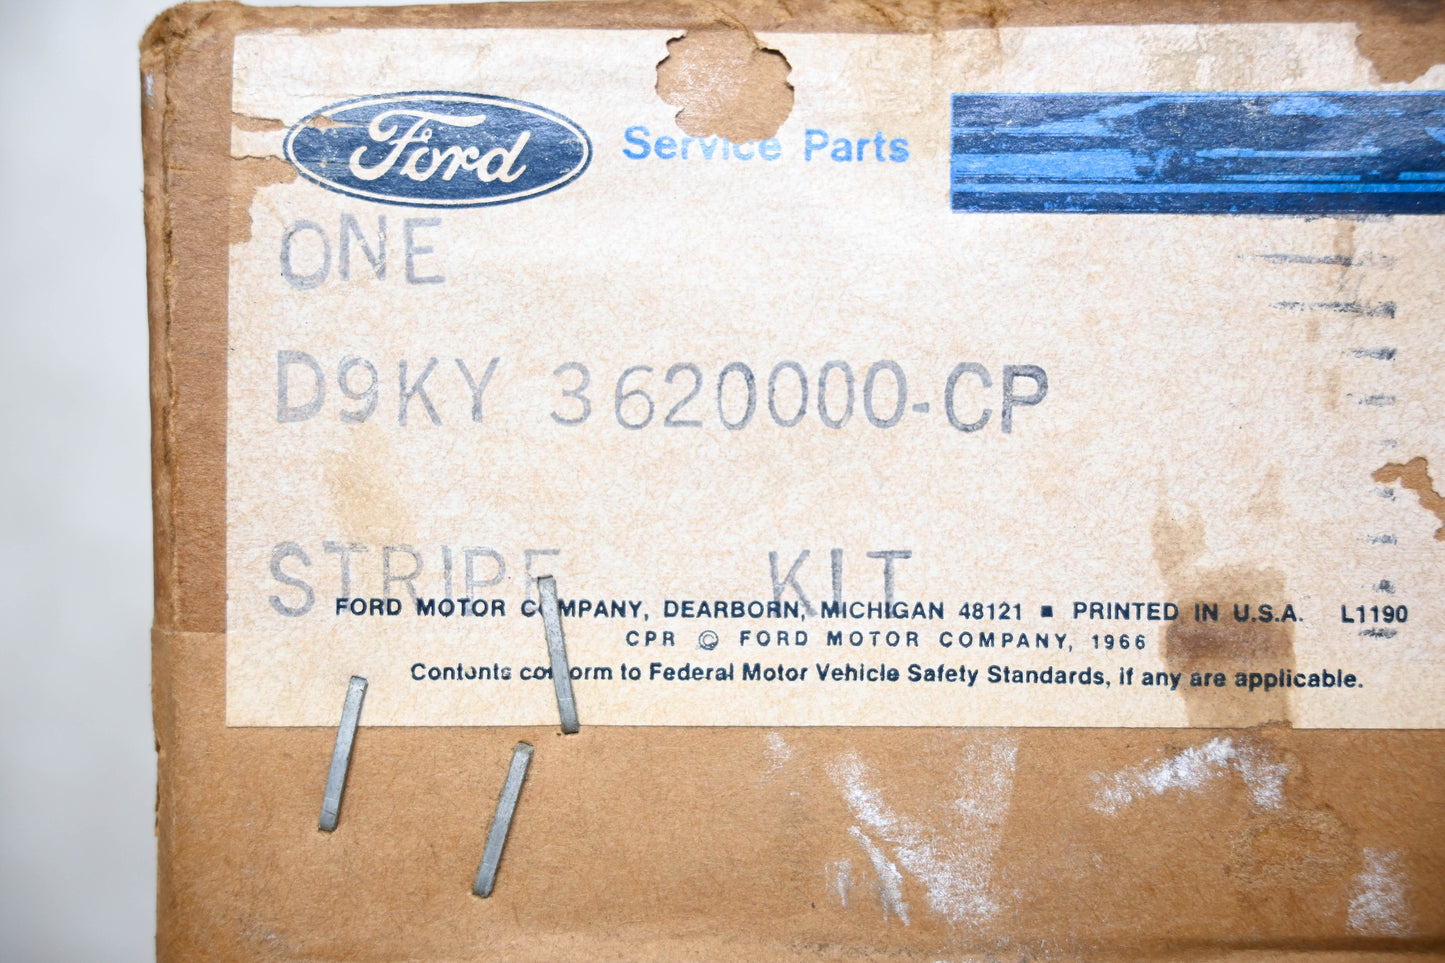 Ford Service Parts
ONE
D9KY 3620000-CP
STRIPE KIT
FORD MOTOR COMPANY, DEARBORN, MICHIGAN 48121 ■ PRINTED IN U.S.A. L1190
CPR © FORD MOTOR COMPANY, 1966
Contents conform to Federal Motor Vehicle Safety Standards, if any are applicable.